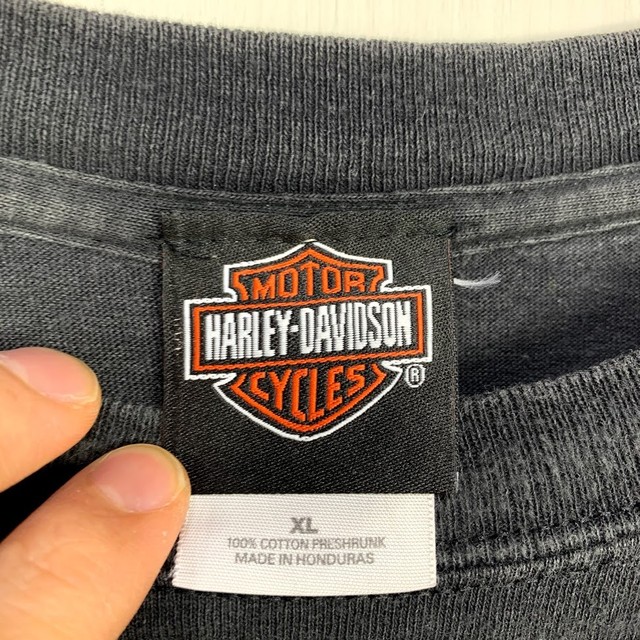 MOTOR
HARLEY-DAVIDSON
CYCLES
®
XL
100% COTTON PRESHRUNK
MADE IN HONDURAS